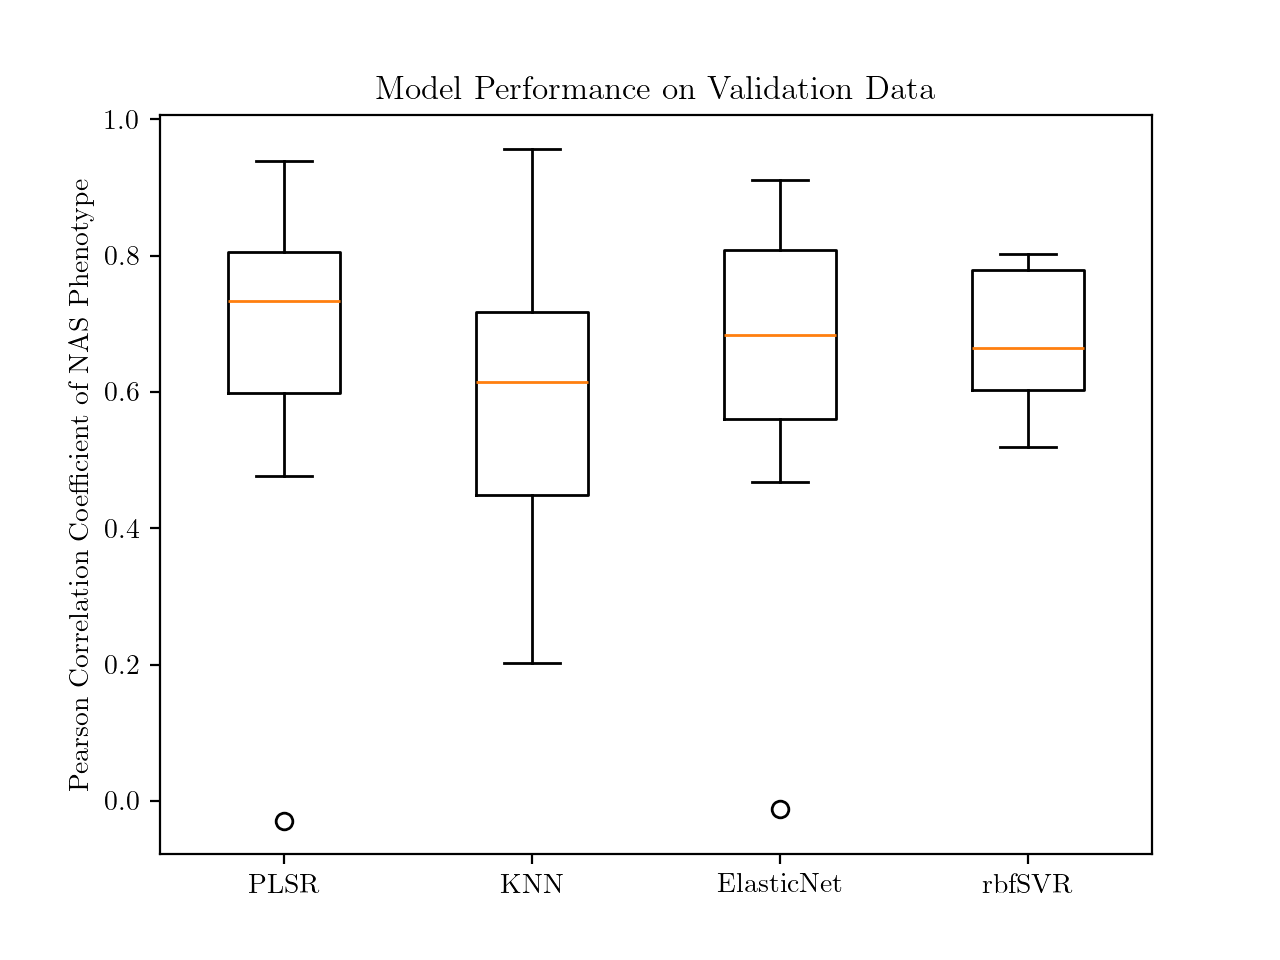 Model Performance on Validation Data
Pearson Correlation Coefficient of NAS Phenotype
1.0
0.8
0.6
0.4
0.2
0.0
PLSR
KNN
ElasticNet
rbfSVR